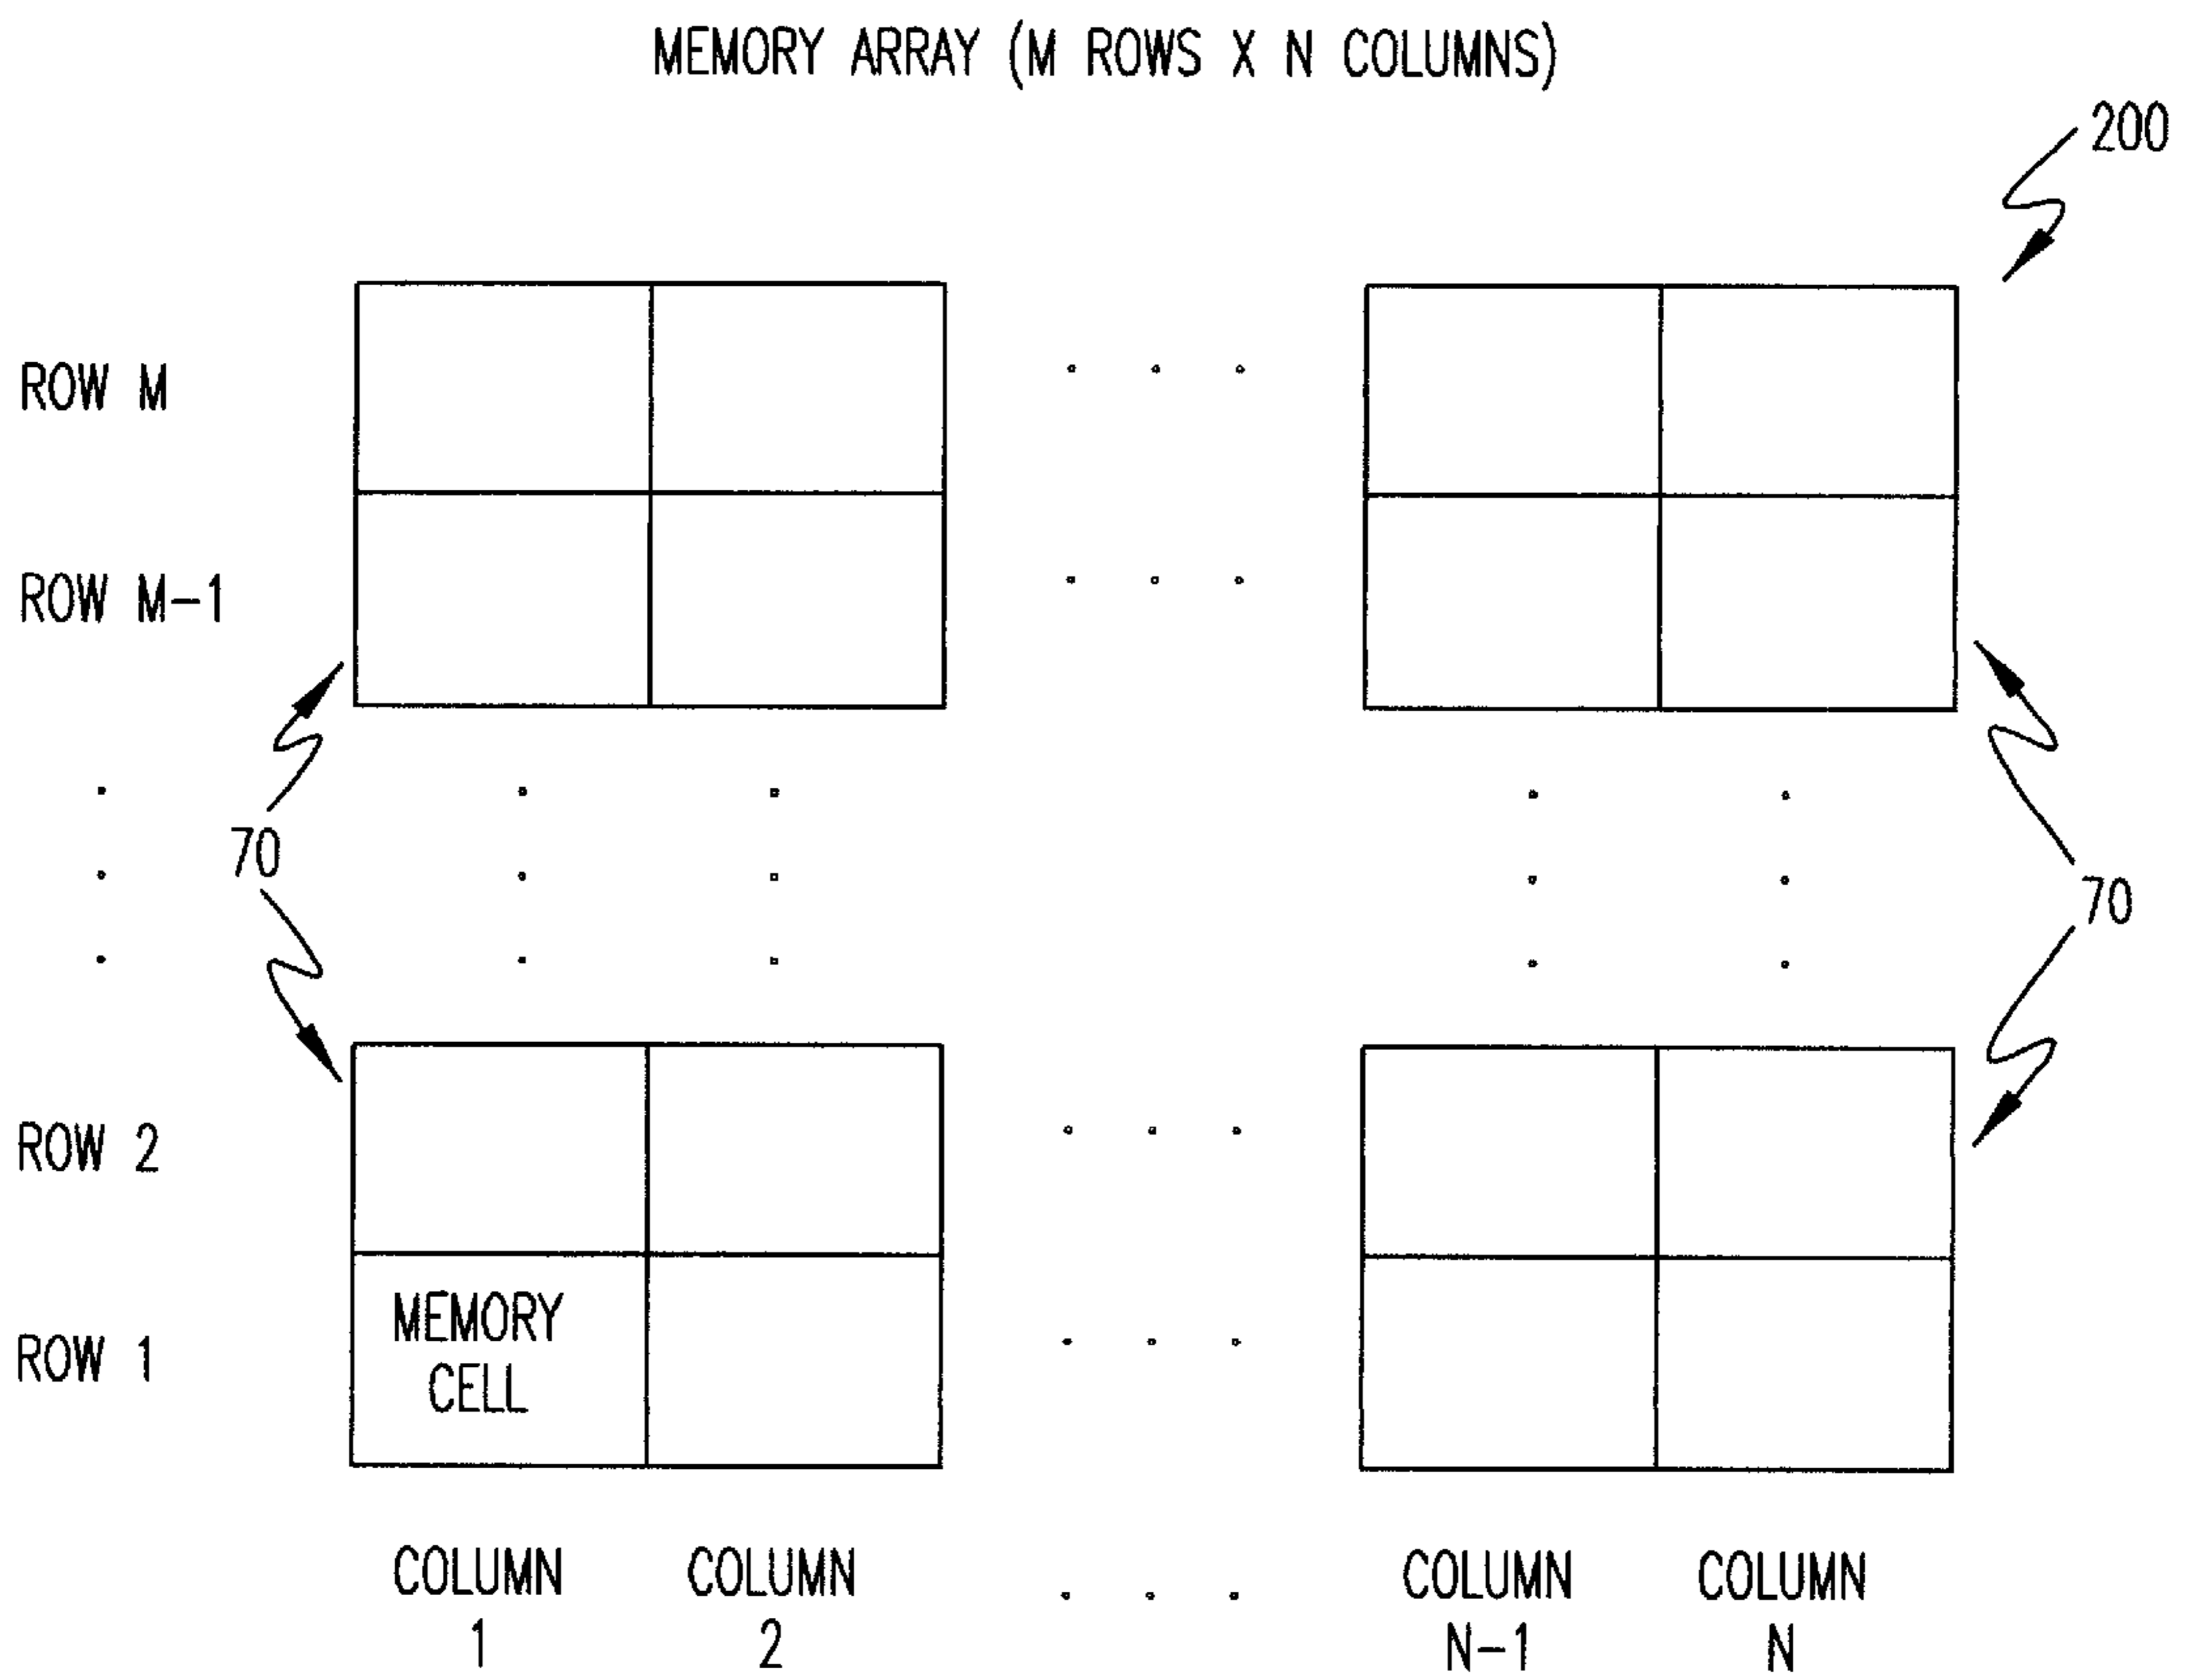 MEMORY ARRAY (M ROWS X N COLUMNS)
200
ROW M
ROW M-1
70
70
ROW 2
MEMORY
CELL
ROW 1
COLUMN
1
COLUMN
2
COLUMN
N-1
COLUMN
N